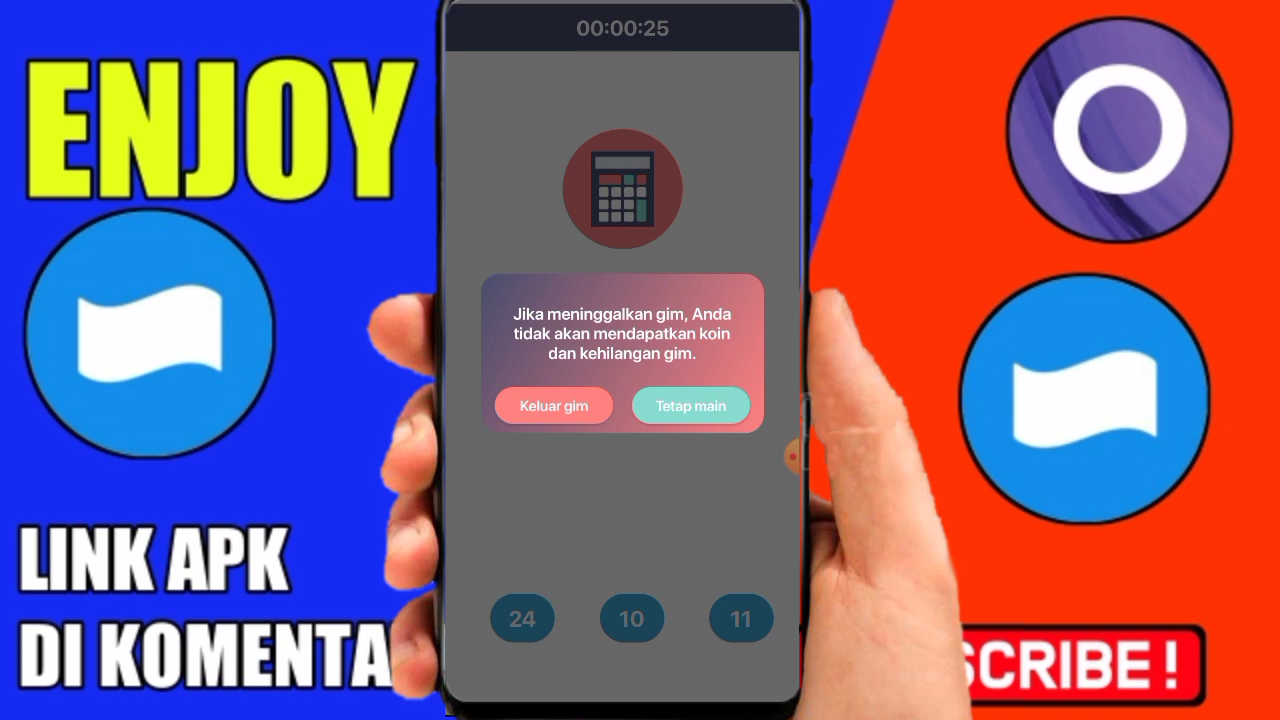 00:00:25
ENJOY
Jika meninggalkan gim, Anda
tidak akan mendapatkan koin
dan kehilangan gim.
Keluar gim
Tetap main
LINK APK
DI KOMENTA
24
10
11
SCRIBE !